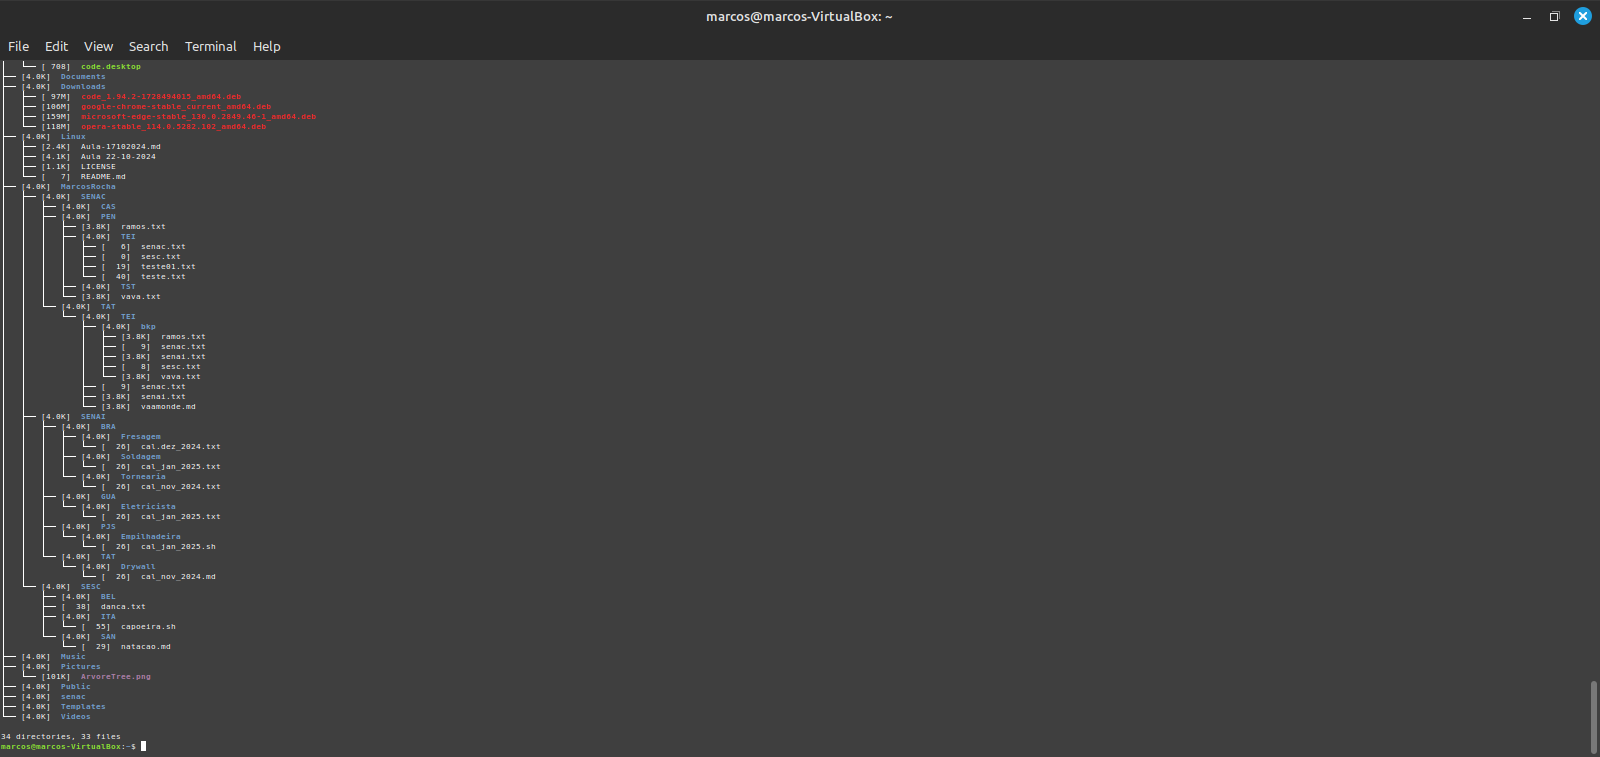 marcos@marcos-VirtualBox: ~
File Edit View Search Terminal Help
│   └── [ 708]  code.desktop
├── [4.0K]  Documents
├── [4.0K]  Downloads
│   ├── [ 97M]  code_1.94.2-1728494015_amd64.deb
│   ├── [106M]  google-chrome-stable_current_amd64.deb
│   ├── [159M]  microsoft-edge-stable_130.0.2849.46-1_amd64.deb
│   └── [118M]  opera-stable_114.0.5282.102_amd64.deb
├── [4.0K]  Linux
│   ├── [2.4K]  Aula-17102024.md
│   ├── [4.1K]  Aula 22-10-2024
│   ├── [1.1K]  LICENSE
│   └── [   7]  README.md
├── [4.0K]  MarcosRocha
│   ├── [4.0K]  SENAC
│   │   ├── [4.0K]  CAS
│   │   ├── [4.0K]  PEN
│   │   │   ├── [3.8K]  ramos.txt
│   │   │   ├── [4.0K]  TEI
│   │   │   │   ├── [   6]  senac.txt
│   │   │   │   ├── [   0]  sesc.txt
│   │   │   │   ├── [  19]  teste01.txt
│   │   │   │   └── [  40]  teste.txt
│   │   │   ├── [4.0K]  TST
│   │   │   └── [3.8K]  vava.txt
│   │   └── [4.0K]  TAT
│   │       └── [4.0K]  TEI
│   │           ├── [4.0K]  bkp
│   │           │   ├── [3.8K]  ramos.txt
│   │           │   ├── [   9]  senac.txt
│   │           │   ├── [3.8K]  senai.txt
│   │           │   ├── [   8]  sesc.txt
│   │           │   └── [3.8K]  vava.txt
│   │           ├── [   9]  senac.txt
│   │           ├── [3.8K]  senai.txt
│   │           └── [3.8K]  vaamonde.md
│   ├── [4.0K]  SENAI
│   │   ├── [4.0K]  BRA
│   │   │   ├── [4.0K]  Fresagem
│   │   │   │   └── [  26]  cal.dez_2024.txt
│   │   │   ├── [4.0K]  Soldagem
│   │   │   │   └── [  26]  cal_jan_2025.txt
│   │   │   └── [4.0K]  Tornearia
│   │   │       └── [  26]  cal_nov_2024.txt
│   │   ├── [4.0K]  GUA
│   │   │   └── [4.0K]  Eletricista
│   │   │       └── [  26]  cal_jan_2025.txt
│   │   ├── [4.0K]  PJS
│   │   │   └── [4.0K]  Empilhadeira
│   │   │       └── [  26]  cal_jan_2025.sh
│   │   └── [4.0K]  TAT
│   │       └── [4.0K]  Drywall
│   │           └── [  26]  cal_nov_2024.md
│   └── [4.0K]  SESC
│       ├── [4.0K]  BEL
│       ├── [  38]  danca.txt
│       ├── [4.0K]  ITA
│       │   └── [  55]  capoeira.sh
│       └── [4.0K]  SAN
│           └── [  29]  natacao.md
├── [4.0K]  Music
├── [4.0K]  Pictures
│   └── [101K]  ArvoreTree.png
├── [4.0K]  Public
├── [4.0K]  senac
├── [4.0K]  Templates
└── [4.0K]  Videos
34 directories, 33 files
marcos@marcos-VirtualBox:~$